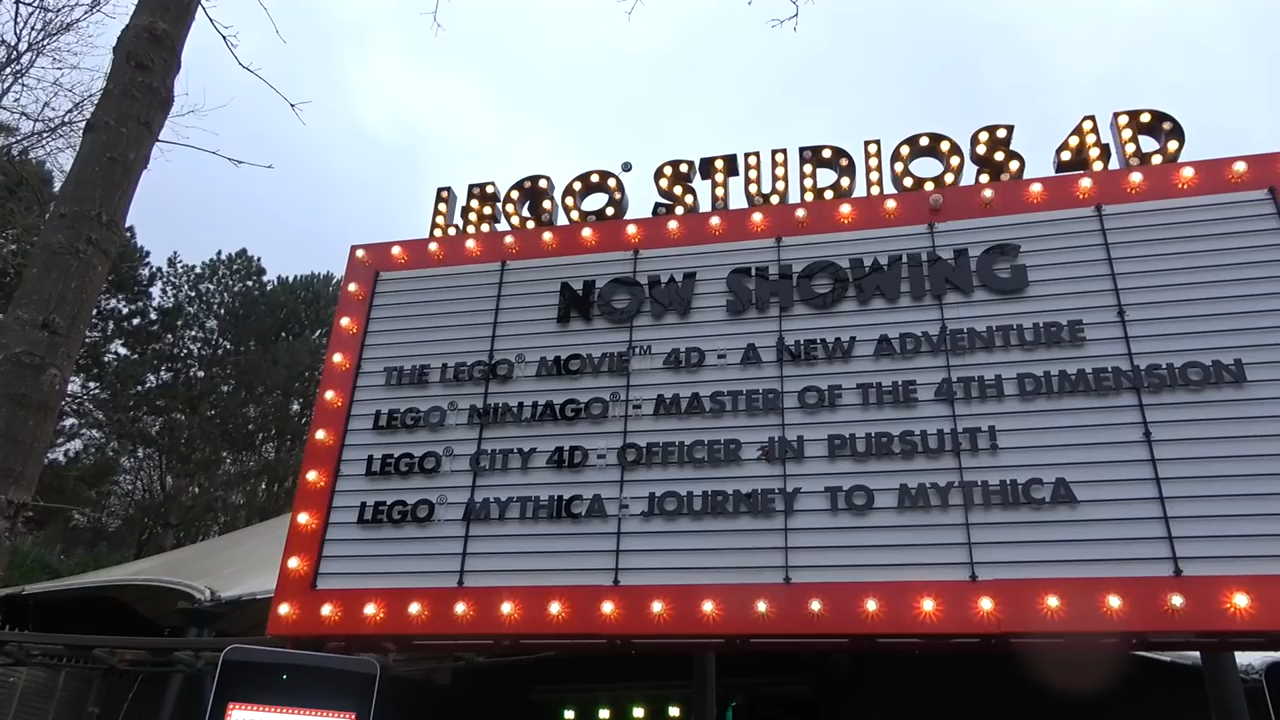 LEGO® STUDIOS 4D
NOW SHOWING
THE LEGO® MOVIE™ 4D - A NEW ADVENTURE
LEGO® NINJAGO® - MASTER OF THE 4TH DIMENSION
LEGO® CITY 4D - OFFICER IN PURSUIT!
LEGO® MYTHICA - JOURNEY TO MYTHICA